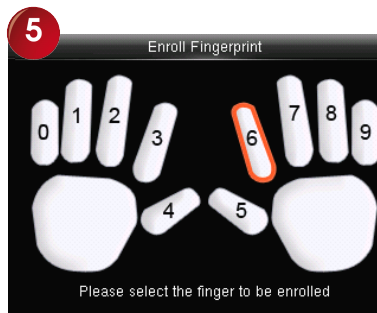 5
Enroll Fingerprint
0 1 2 3 6 7 8 9
4 5
Please select the finger to be enrolled